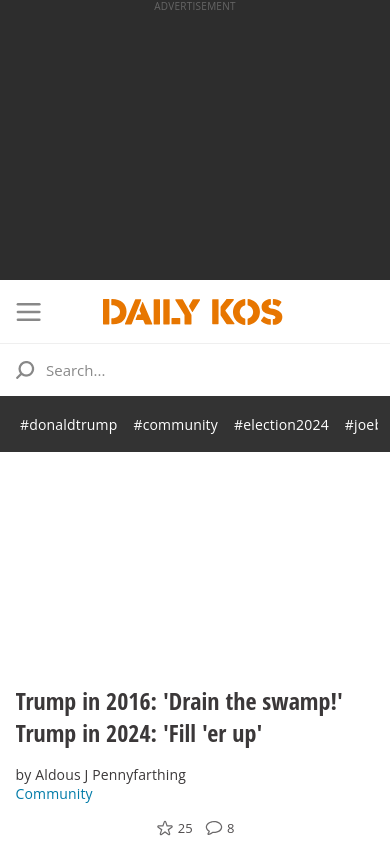 ADVERTISEMENT
DAILY KOS
Search...
#donaldtrump #community #election2024 #joeb
Trump in 2016: 'Drain the swamp!'
Trump in 2024: 'Fill 'er up'
by Aldous J Pennyfarthing
Community
25 8